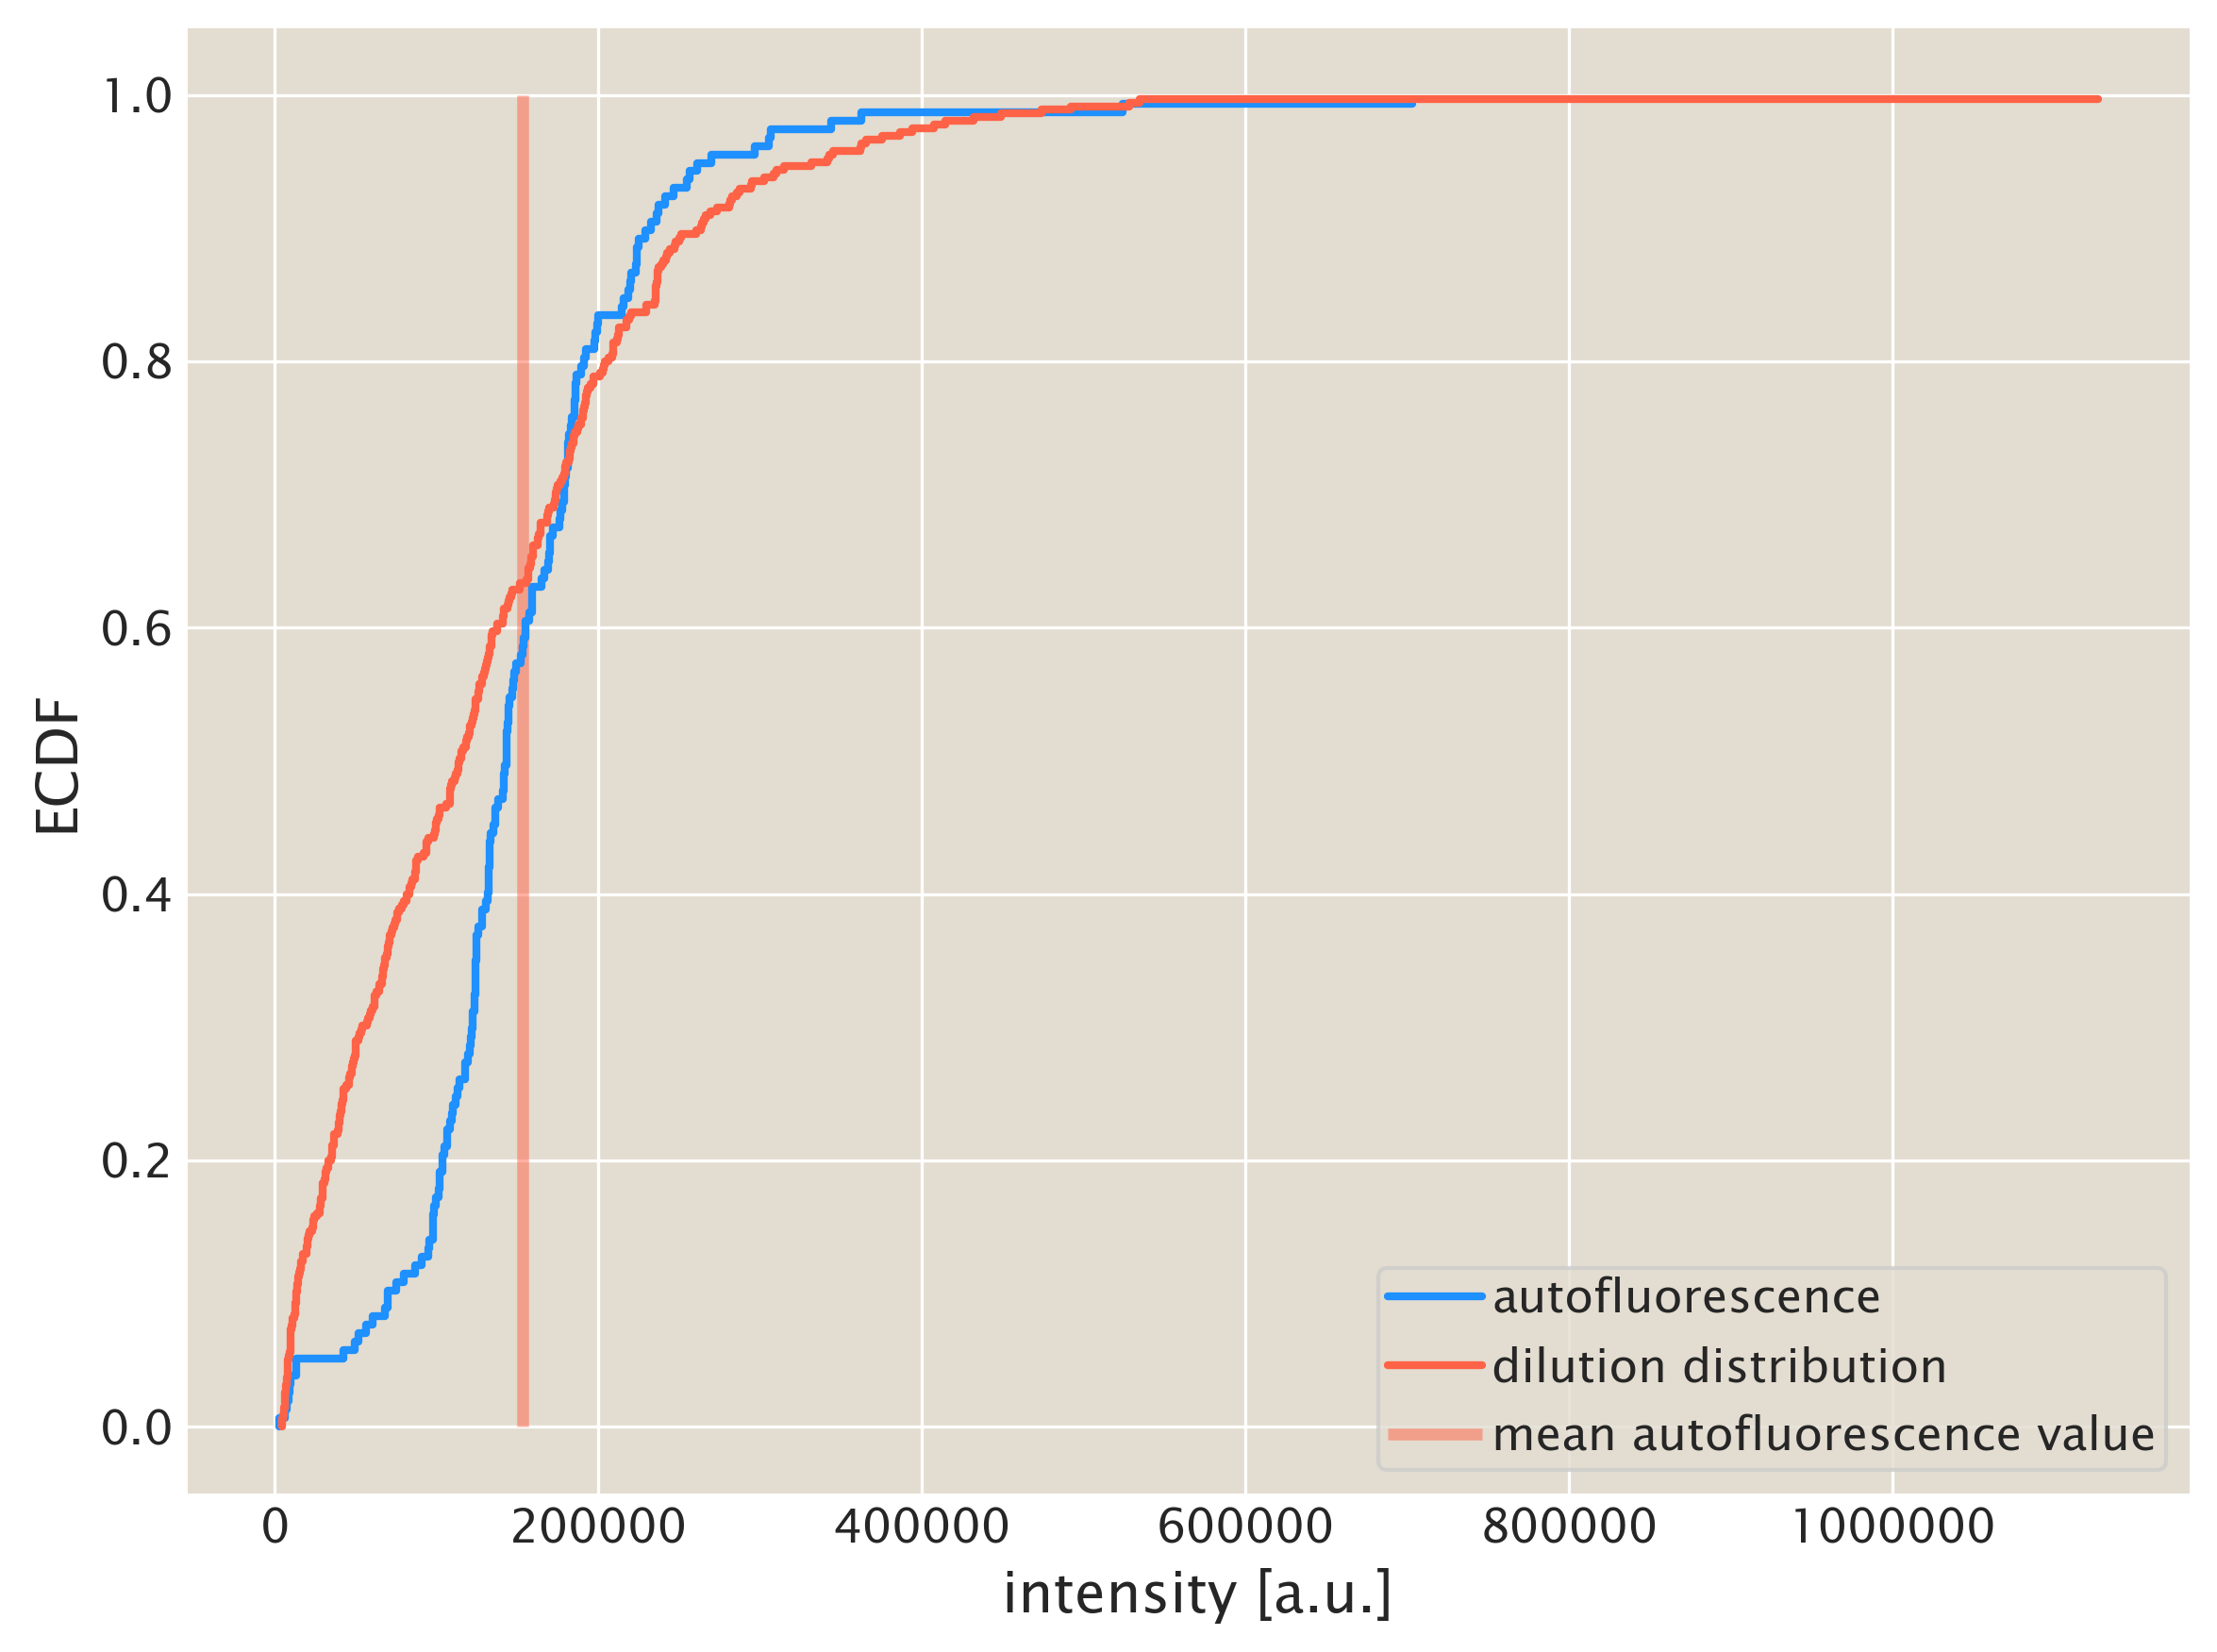 1.0
0.8
0.6
0.4
0.2
0.0
ECDF
0 200000 400000 600000 800000 1000000
intensity [a.u.]
autofluorescence
dilution distribution
mean autofluorescence value